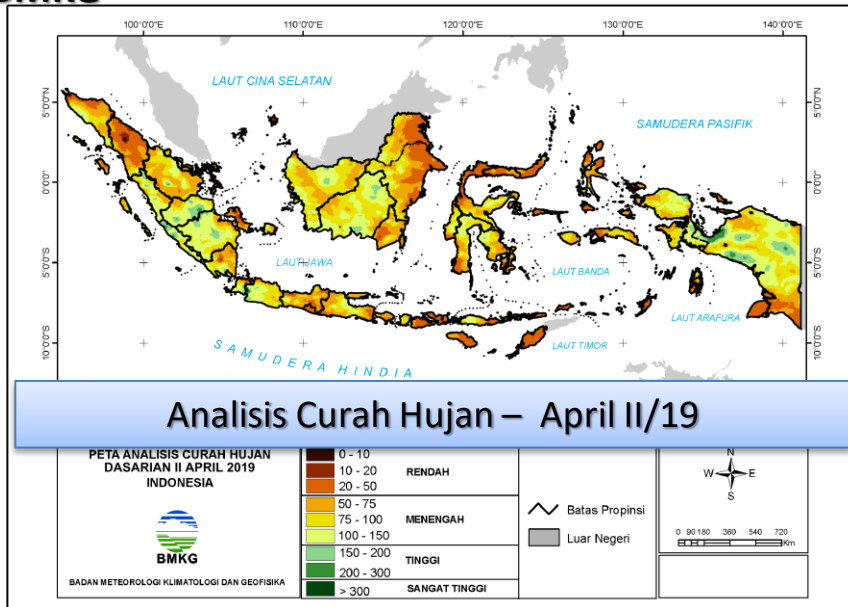 BMKG
100°0'0"E 110°0'0"E 120°0'0"E 130°0'0"E 140°0'0"E
LAUT CINA SELATAN
SAMUDERA PASIFIK
5°0'0"N 5°0'0"N
0°0'0" 0°0'0"
5°0'0"S 5°0'0"S
10°0'0"S 10°0'0"S
LAUT JAWA
LAUT BANDA
LAUT ARAFURA
LAUT TIMOR
SAMUDERA HINDIA
Analisis Curah Hujan – April II/19
PETA ANALISIS CURAH HUJAN
DASARIAN II APRIL 2019
INDONESIA
BMKG
BADAN METEOROLOGI KLIMATOLOGI DAN GEOFISIKA
0 - 10
10 - 20
20 - 50
RENDAH
50 - 75
75 - 100
100 - 150
MENENGAH
150 - 200
200 - 300
TINGGI
> 300
SANGAT TINGGI
Batas Propinsi
Luar Negeri
N
W E
S
0 90 180 360 540 720
Km